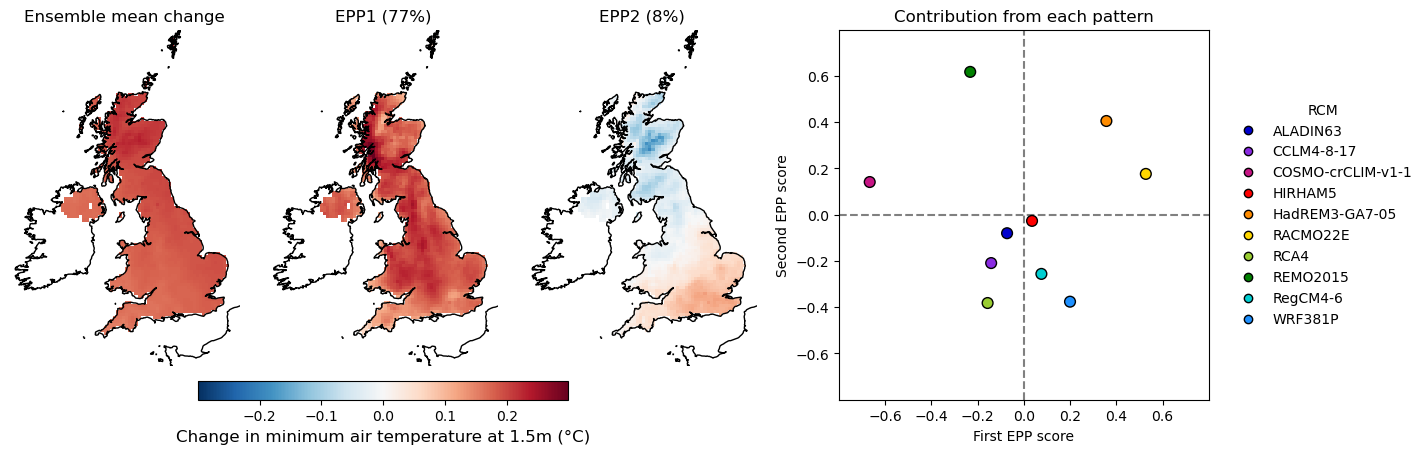 Ensemble mean change
EPP1 (77%)
EPP2 (8%)
Contribution from each pattern
−0.2
−0.1
0.0
0.1
0.2
Change in minimum air temperature at 1.5m (°C)
Second EPP score
0.6
0.4
0.2
0.0
−0.2
−0.4
−0.6
−0.6
−0.4
−0.2
0.0
0.2
0.4
0.6
First EPP score
RCM
ALADIN63
CCLM4-8-17
COSMO-crCLIM-v1-1
HIRHAM5
HadREM3-GA7-05
RACMO22E
RCA4
REMO2015
RegCM4-6
WRF381P